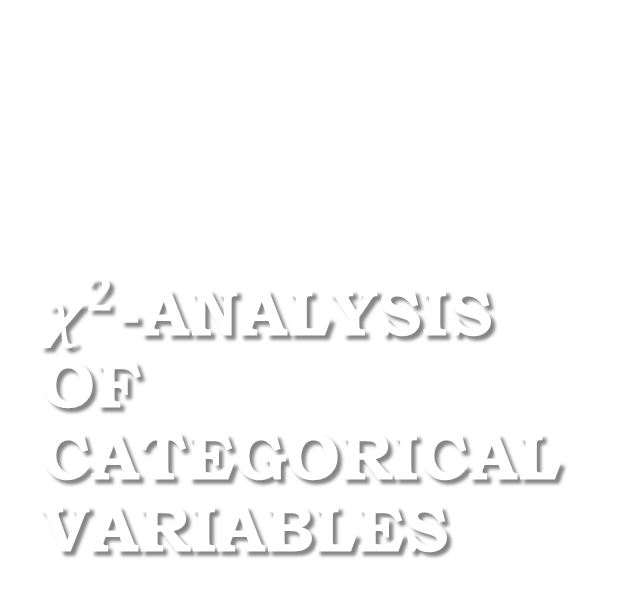 χ²-ANALYSIS
OF
CATEGORICAL
VARIABLES